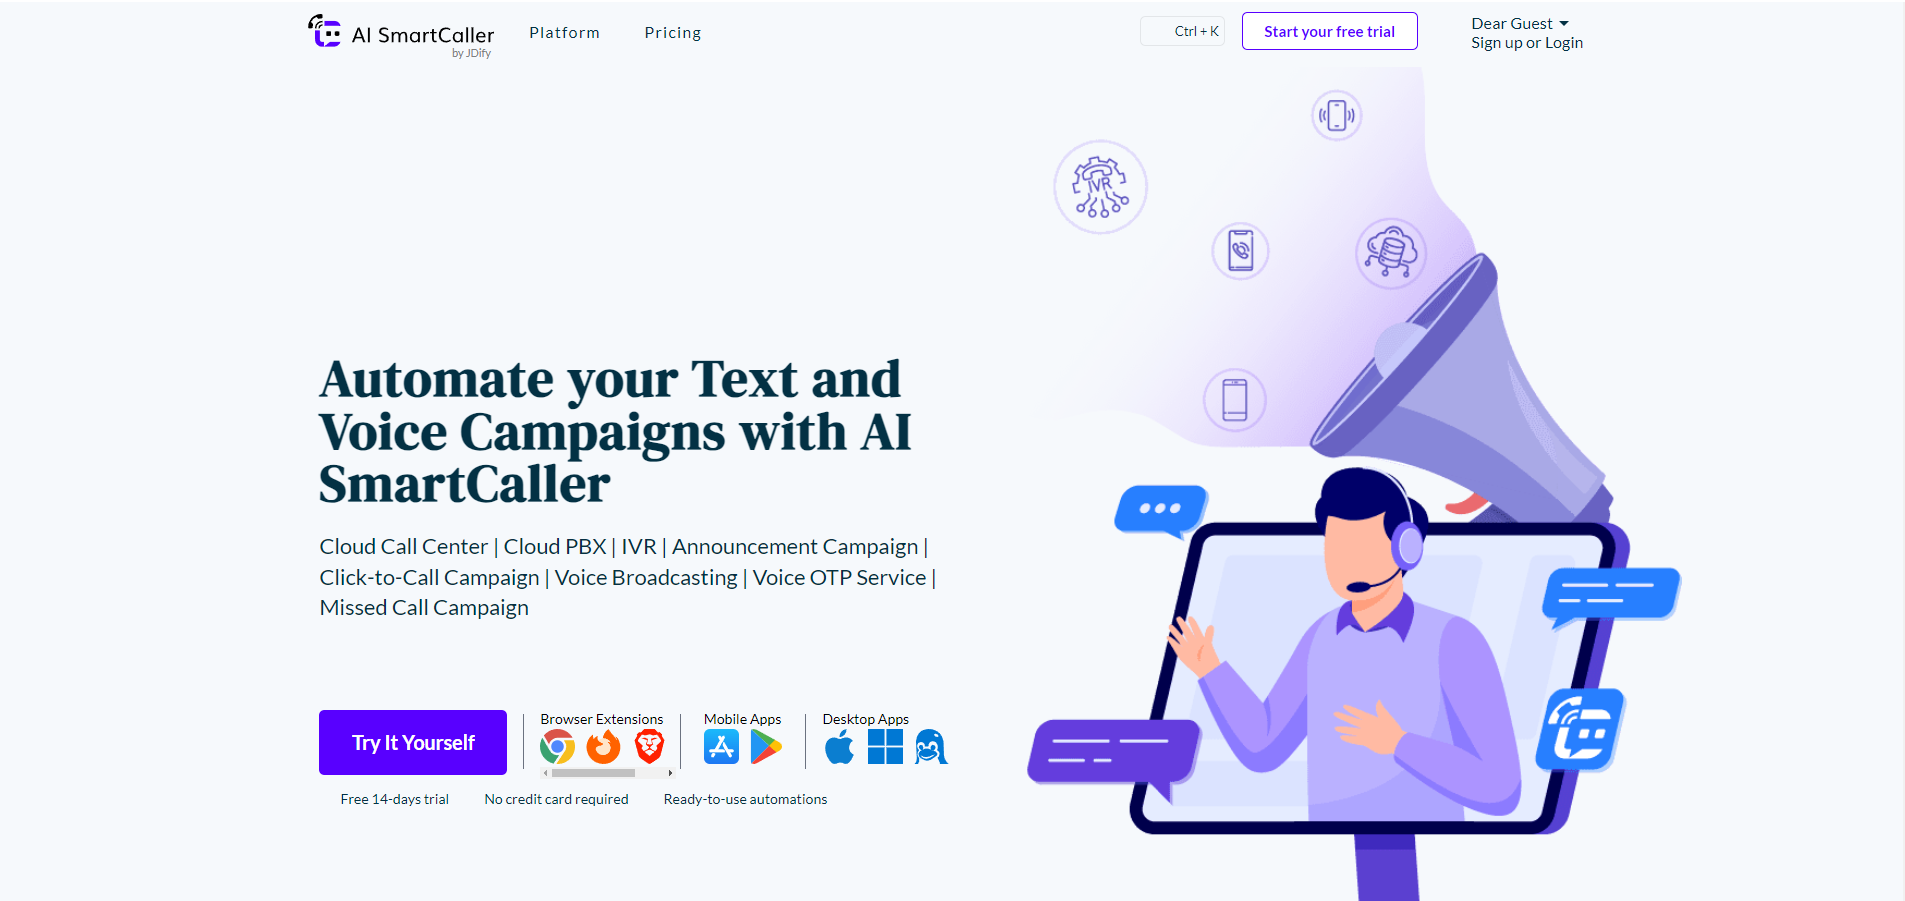 AI SmartCaller
by JDify
Platform
Pricing
Ctrl + K
Start your free trial
Dear Guest
Sign up or Login
IVR
Automate your Text and
Voice Campaigns with AI
SmartCaller
Cloud Call Center | Cloud PBX | IVR | Announcement Campaign |
Click-to-Call Campaign | Voice Broadcasting | Voice OTP Service |
Missed Call Campaign
Try It Yourself
Browser Extensions
Mobile Apps
Desktop Apps
Free 14-days trial
No credit card required
Ready-to-use automations